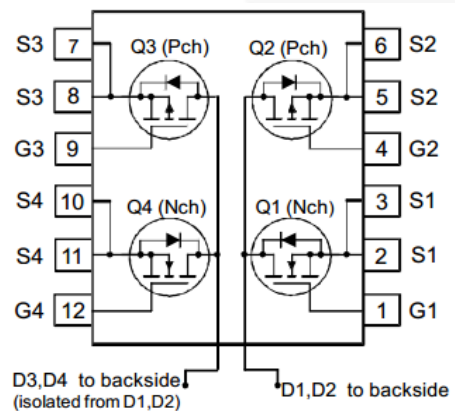 S3 7 Q3 (Pch) Q2 (Pch) 6 S2
S3 8 5 S2
G3 9 4 G2
S4 10 Q4 (Nch) Q1 (Nch) 3 S1
S4 11 2 S1
G4 12 1 G1
D3,D4 to backside D1,D2 to backside
(isolated from D1,D2)